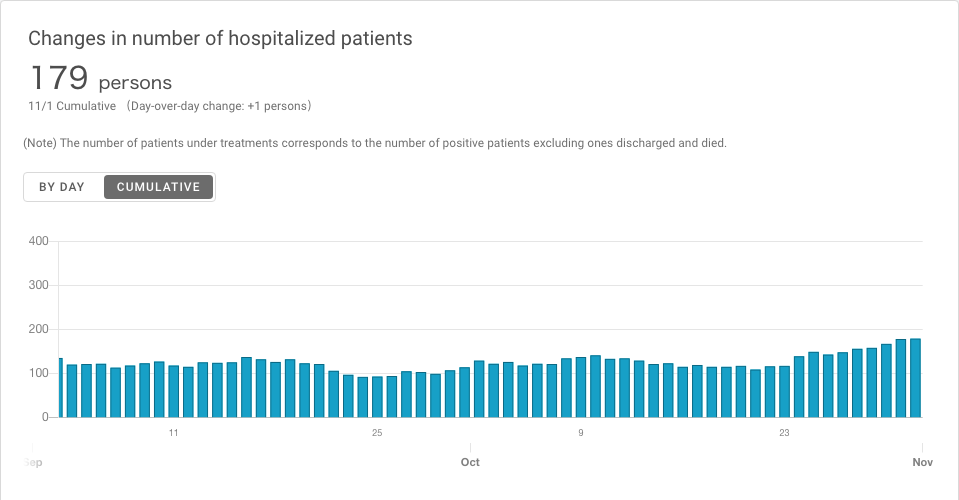 Changes in number of hospitalized patients
179 persons
11/1 Cumulative (Day-over-day change: +1 persons)
(Note) The number of patients under treatments corresponds to the number of positive patients excluding ones discharged and died.
BY DAY CUMULATIVE
400
300
200
100
0
11 25 9 23
Sep Oct Nov